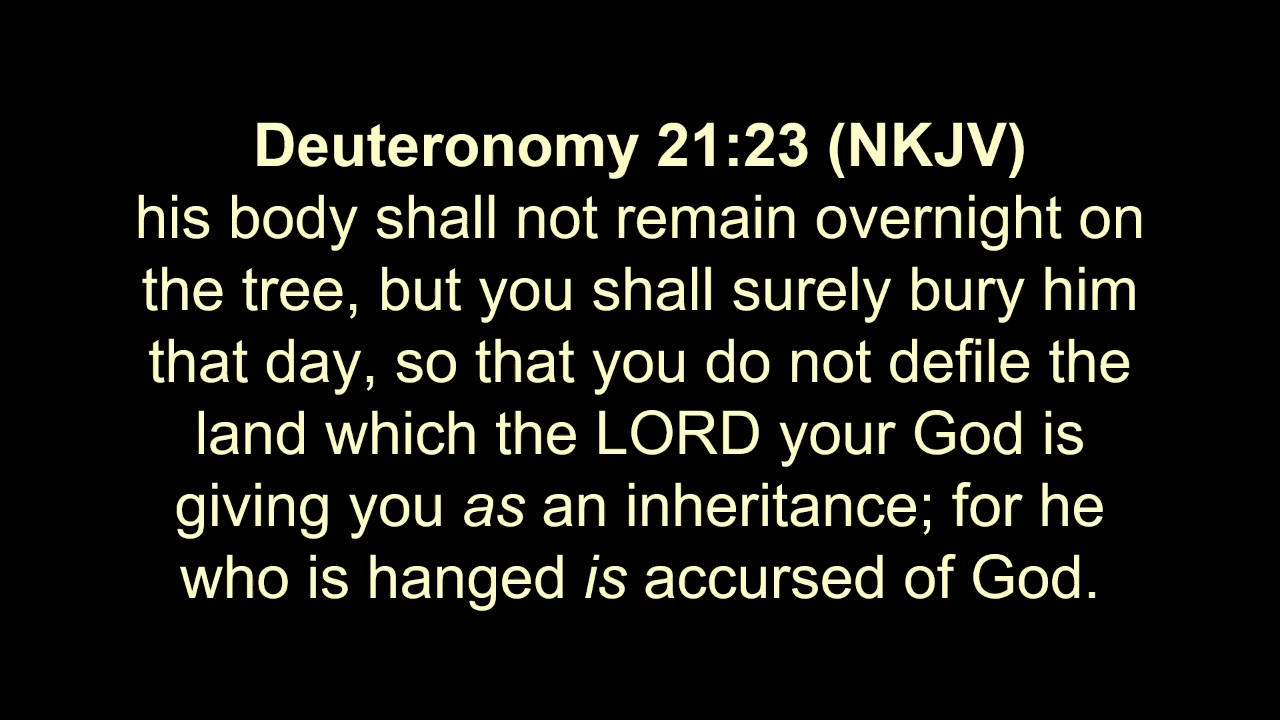 Deuteronomy 21:23 (NKJV)
his body shall not remain overnight on
the tree, but you shall surely bury him
that day, so that you do not defile the
land which the LORD your God is
giving you as an inheritance; for he
who is hanged is accursed of God.